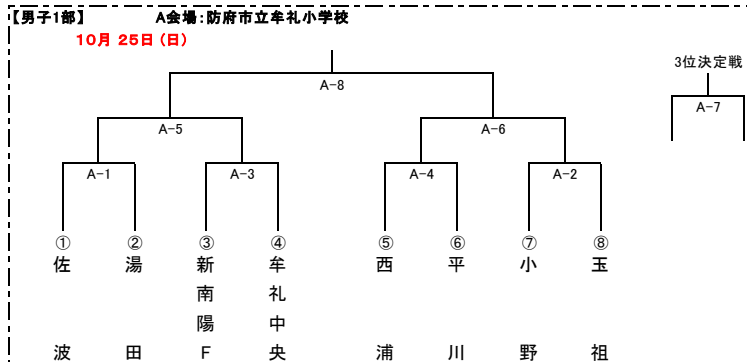 【男子1部】 A会場:防府市立牟礼小学校
10月 25日(日)
3位決定戦
A-8
A-7
A-5 A-6
A-1 A-3 A-4 A-2
① ② ③ ④ ⑤ ⑥ ⑦ ⑧
佐波
湯田
新南陽F
牟礼中央
西浦
平川
小野
玉祖